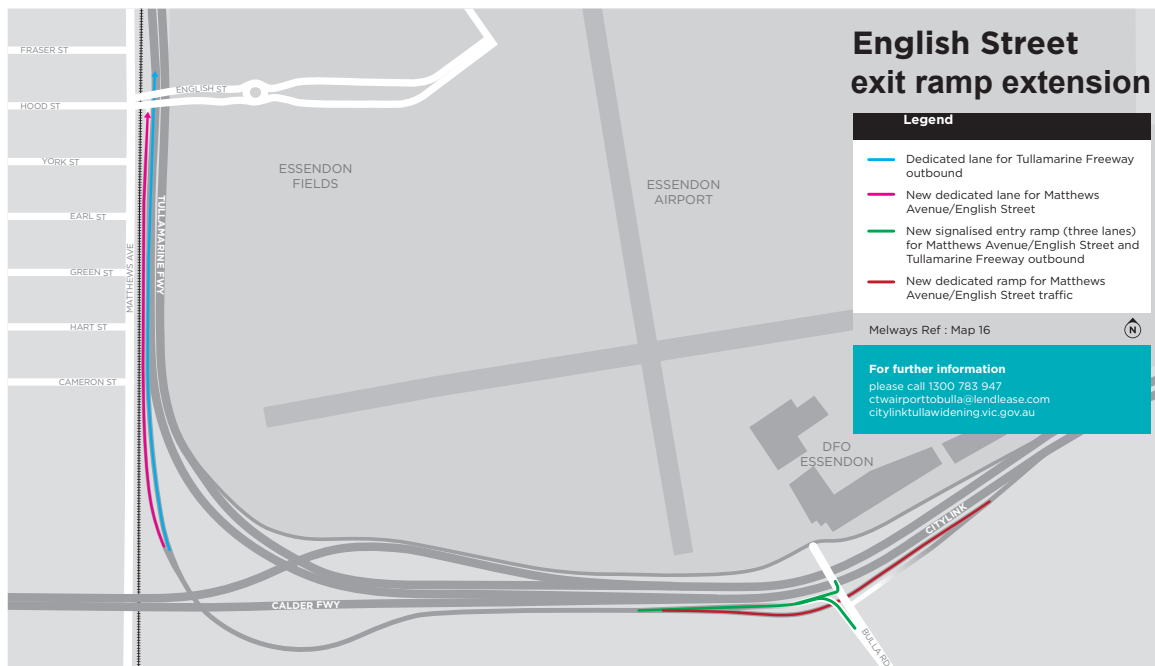 English Street
exit ramp extension
Legend
Dedicated lane for Tullamarine Freeway
outbound
New dedicated lane for Matthews
Avenue/English Street
New signalised entry ramp (three lanes)
for Matthews Avenue/English Street and
Tullamarine Freeway outbound
New dedicated ramp for Matthews
Avenue/English Street traffic
Melways Ref : Map 16
N
For further information
please call 1300 783 947
ctwairporttobulla@lendlease.com
citylinktullawidening.vic.gov.au
FRASER ST
HOOD ST
ENGLISH ST
YORK ST
EARL ST
GREEN ST
HART ST
CAMERON ST
MATTHEWS AVE
TULLAMARINE FWY
ESSENDON
FIELDS
ESSENDON
AIRPORT
DFO
ESSENDON
CITYLINK
CALDER FWY
BULLA RD